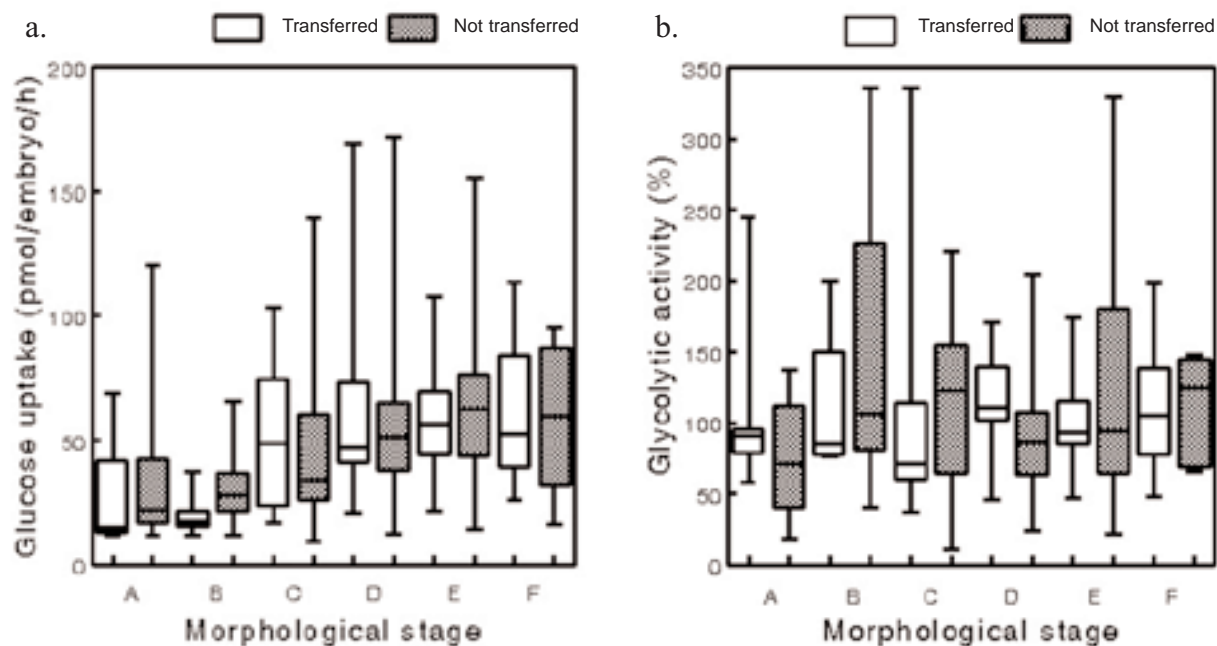 a.
Transferred
Not transferred
Glucose uptake (pmol/embryo/h)
200
150
100
50
0
A B C D E F
Morphological stage
b.
Transferred
Not transferred
Glycolytic activity (%)
350
300
250
200
150
100
50
0
A B C D E F
Morphological stage